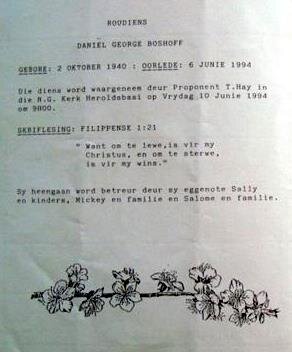 ROUDIENS
DANIËL GEORGE BOSHOFF
GEBORE: 2 OKTOBER 1940 : OORLEDE: 6 JUNIE 1994
Die diens word waargeneem deur Proponent T.Hay in
die N.G. Kerk Heroldsbaai op Vrydag 10 Junie 1994
om 9H00.
SKRIFLESING: FILIPPENSE 1:21
" Want om te lewe,is vir my
Christus, en om te sterwe,
is vir my wins."
Sy heengaan word betreur deur sy eggenote Sally
en kinders, Mickey en familie en Salome en familie.